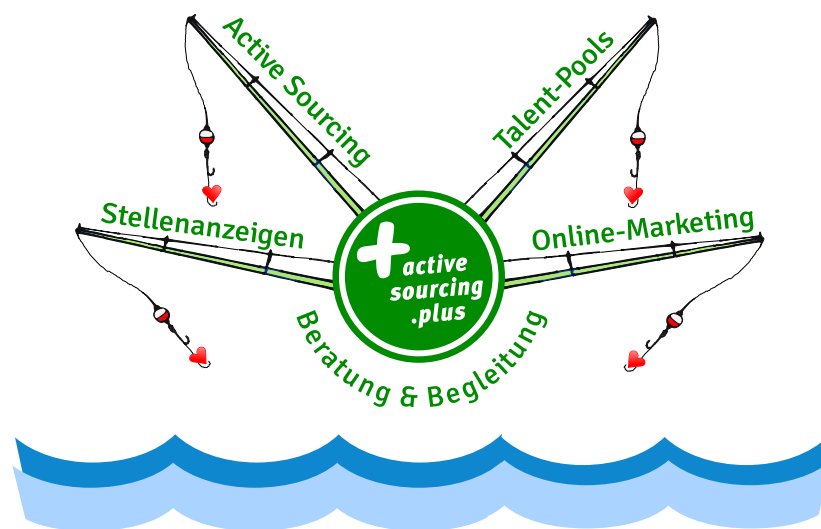 Active Sourcing
Talent-Pools
Stellenanzeigen
Online-Marketing
active
sourcing
.plus
Beratung & Begleitung